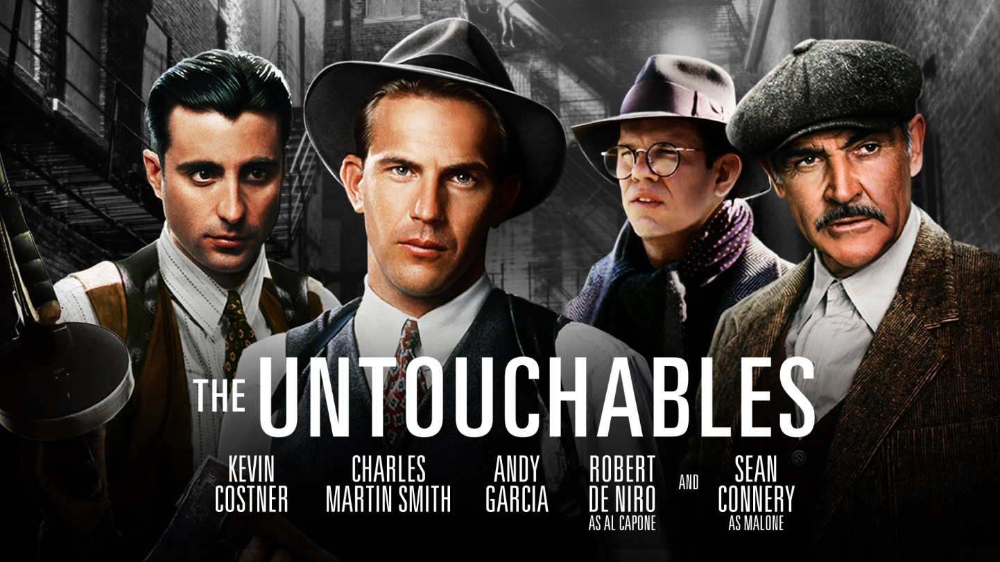 THE UNTOUCHABLES
KEVIN
COSTNER
CHARLES
MARTIN SMITH
ANDY
GARCIA
ROBERT
DE NIRO
AS AL CAPONE
AND
SEAN
CONNERY
AS MALONE